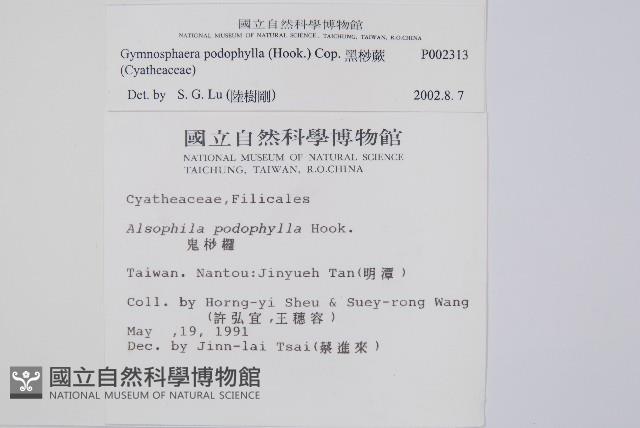 國立自然科學博物館
NATIONAL MUSEUM OF NATURAL SCIENCE, TAICHUNG, TAIWAN, R.O.CHINA
Gymnosphaera podophylla (Hook.) Cop. 黑桫蕨 P002313
(Cyatheaceae)
Det. by S. G. Lu (陸樹剛) 2002.8. 7
國立自然科學博物館
NATIONAL MUSEUM OF NATURAL SCIENCE
TAICHUNG, TAIWAN, R.O.CHINA
Cyatheaceae,Filicales
Alsophila podophylla Hook.
鬼桫欏
Taiwan. Nantou:Jinyueh Tan(明潭)
Coll. by Horng-yi Sheu & Suey-rong Wang
(許弘宜,王穗容)
May ,19, 1991
Dec. by Jinn-lai Tsai(蔡進來)
國立自然科學博物館
NATIONAL MUSEUM OF NATURAL SCIENCE